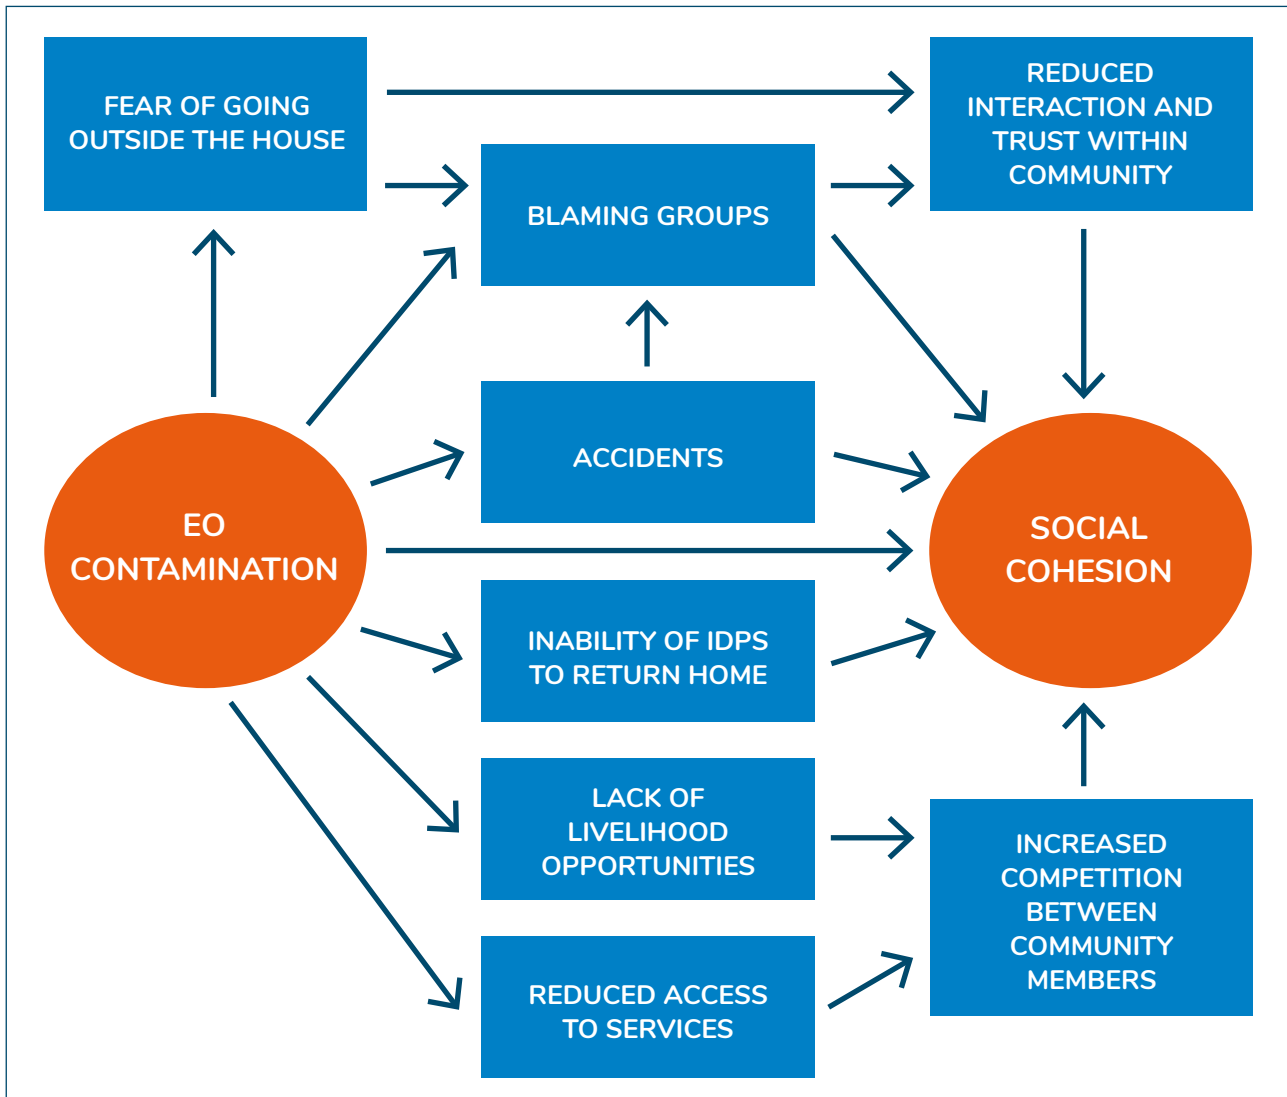 FEAR OF GOING
OUTSIDE THE HOUSE
REDUCED
INTERACTION AND
TRUST WITHIN
COMMUNITY
BLAMING GROUPS
ACCIDENTS
EO
CONTAMINATION
SOCIAL
COHESION
INABILITY OF IDPS
TO RETURN HOME
LACK OF
LIVELIHOOD
OPPORTUNITIES
INCREASED
COMPETITION
BETWEEN
COMMUNITY
MEMBERS
REDUCED ACCESS
TO SERVICES